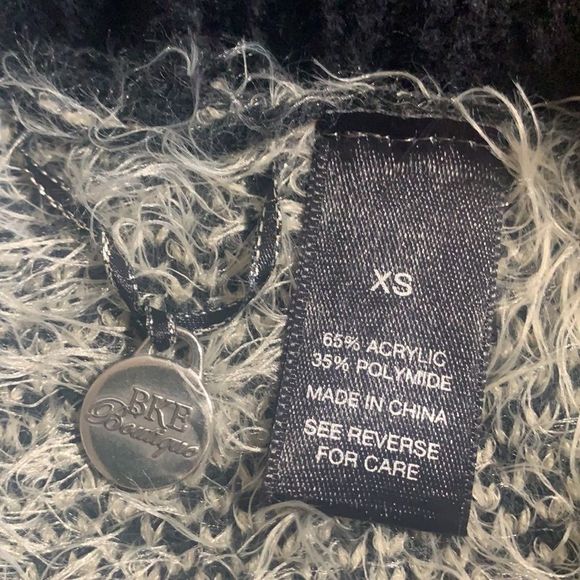 XS
65% ACRYLIC
35% POLYMIDE
MADE IN CHINA
SEE REVERSE
FOR CARE
BKE
Boutique